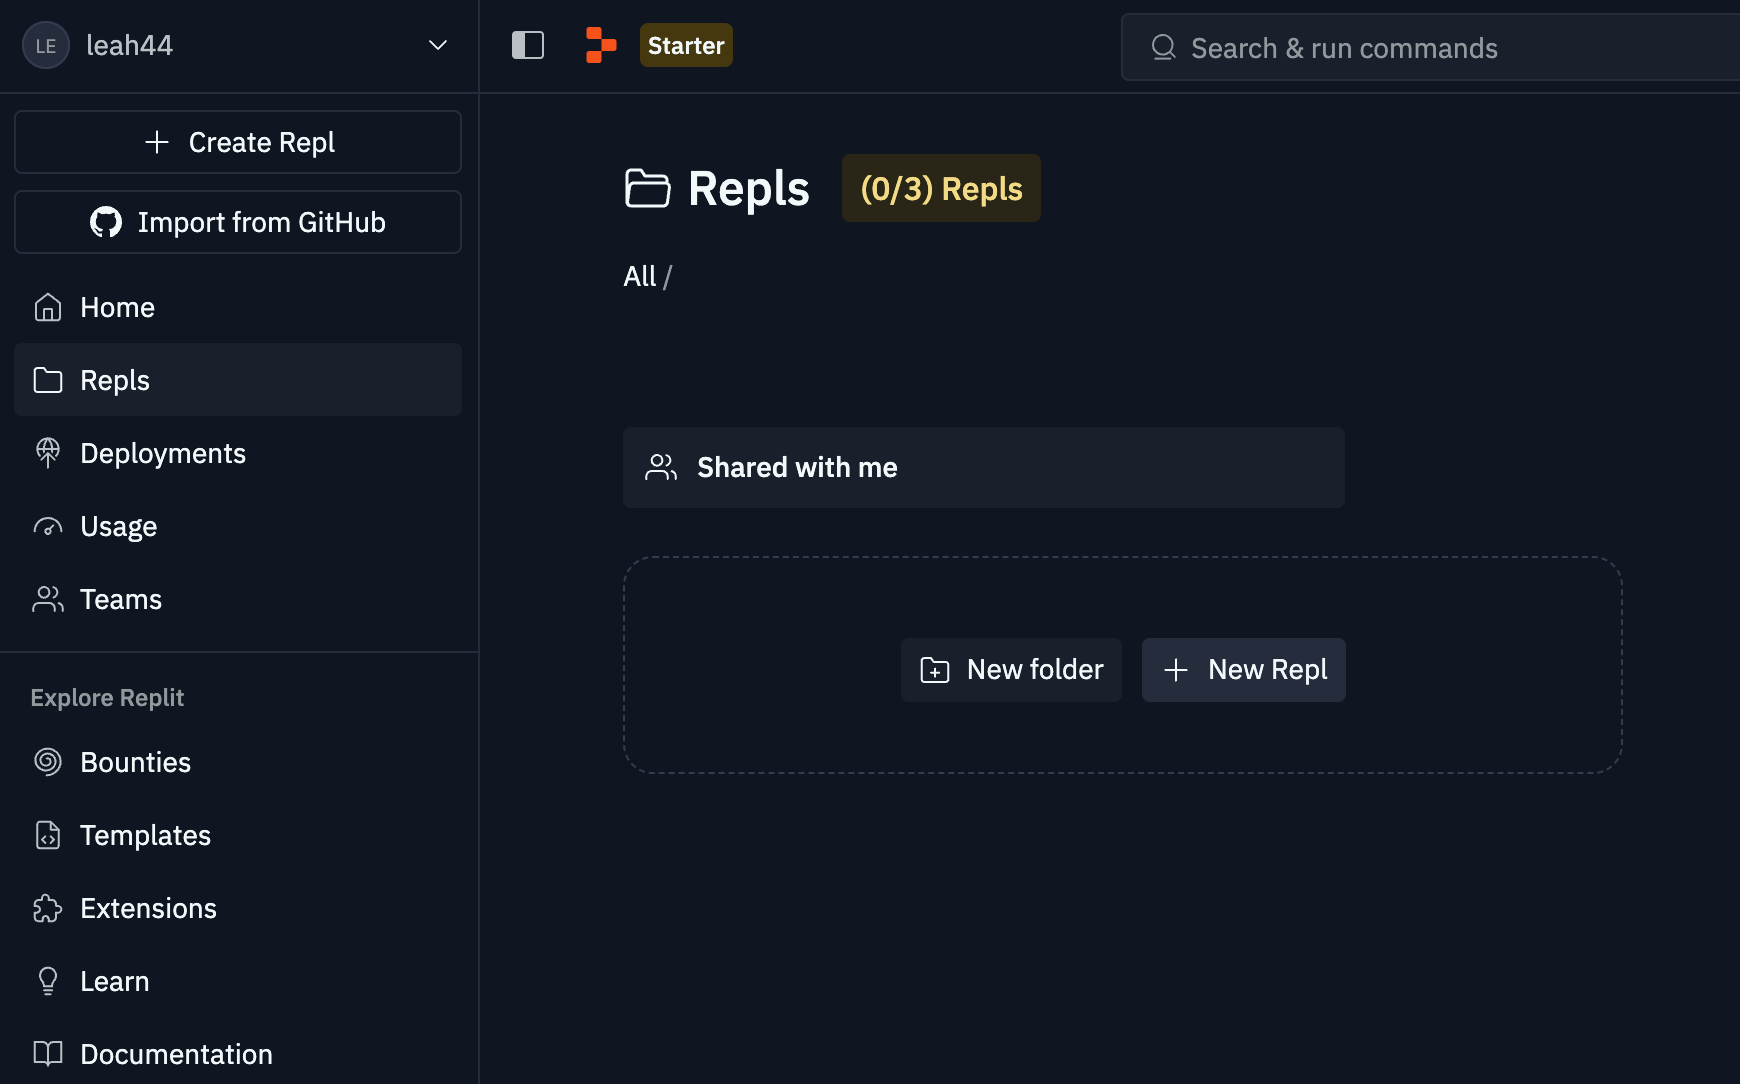 LE leah44
Create Repl
Import from GitHub
Home
Repls
Deployments
Usage
Teams
Explore Replit
Bounties
Templates
Extensions
Learn
Documentation
Starter
Search & run commands
Repls (0/3) Repls
All /
Shared with me
New folder New Repl